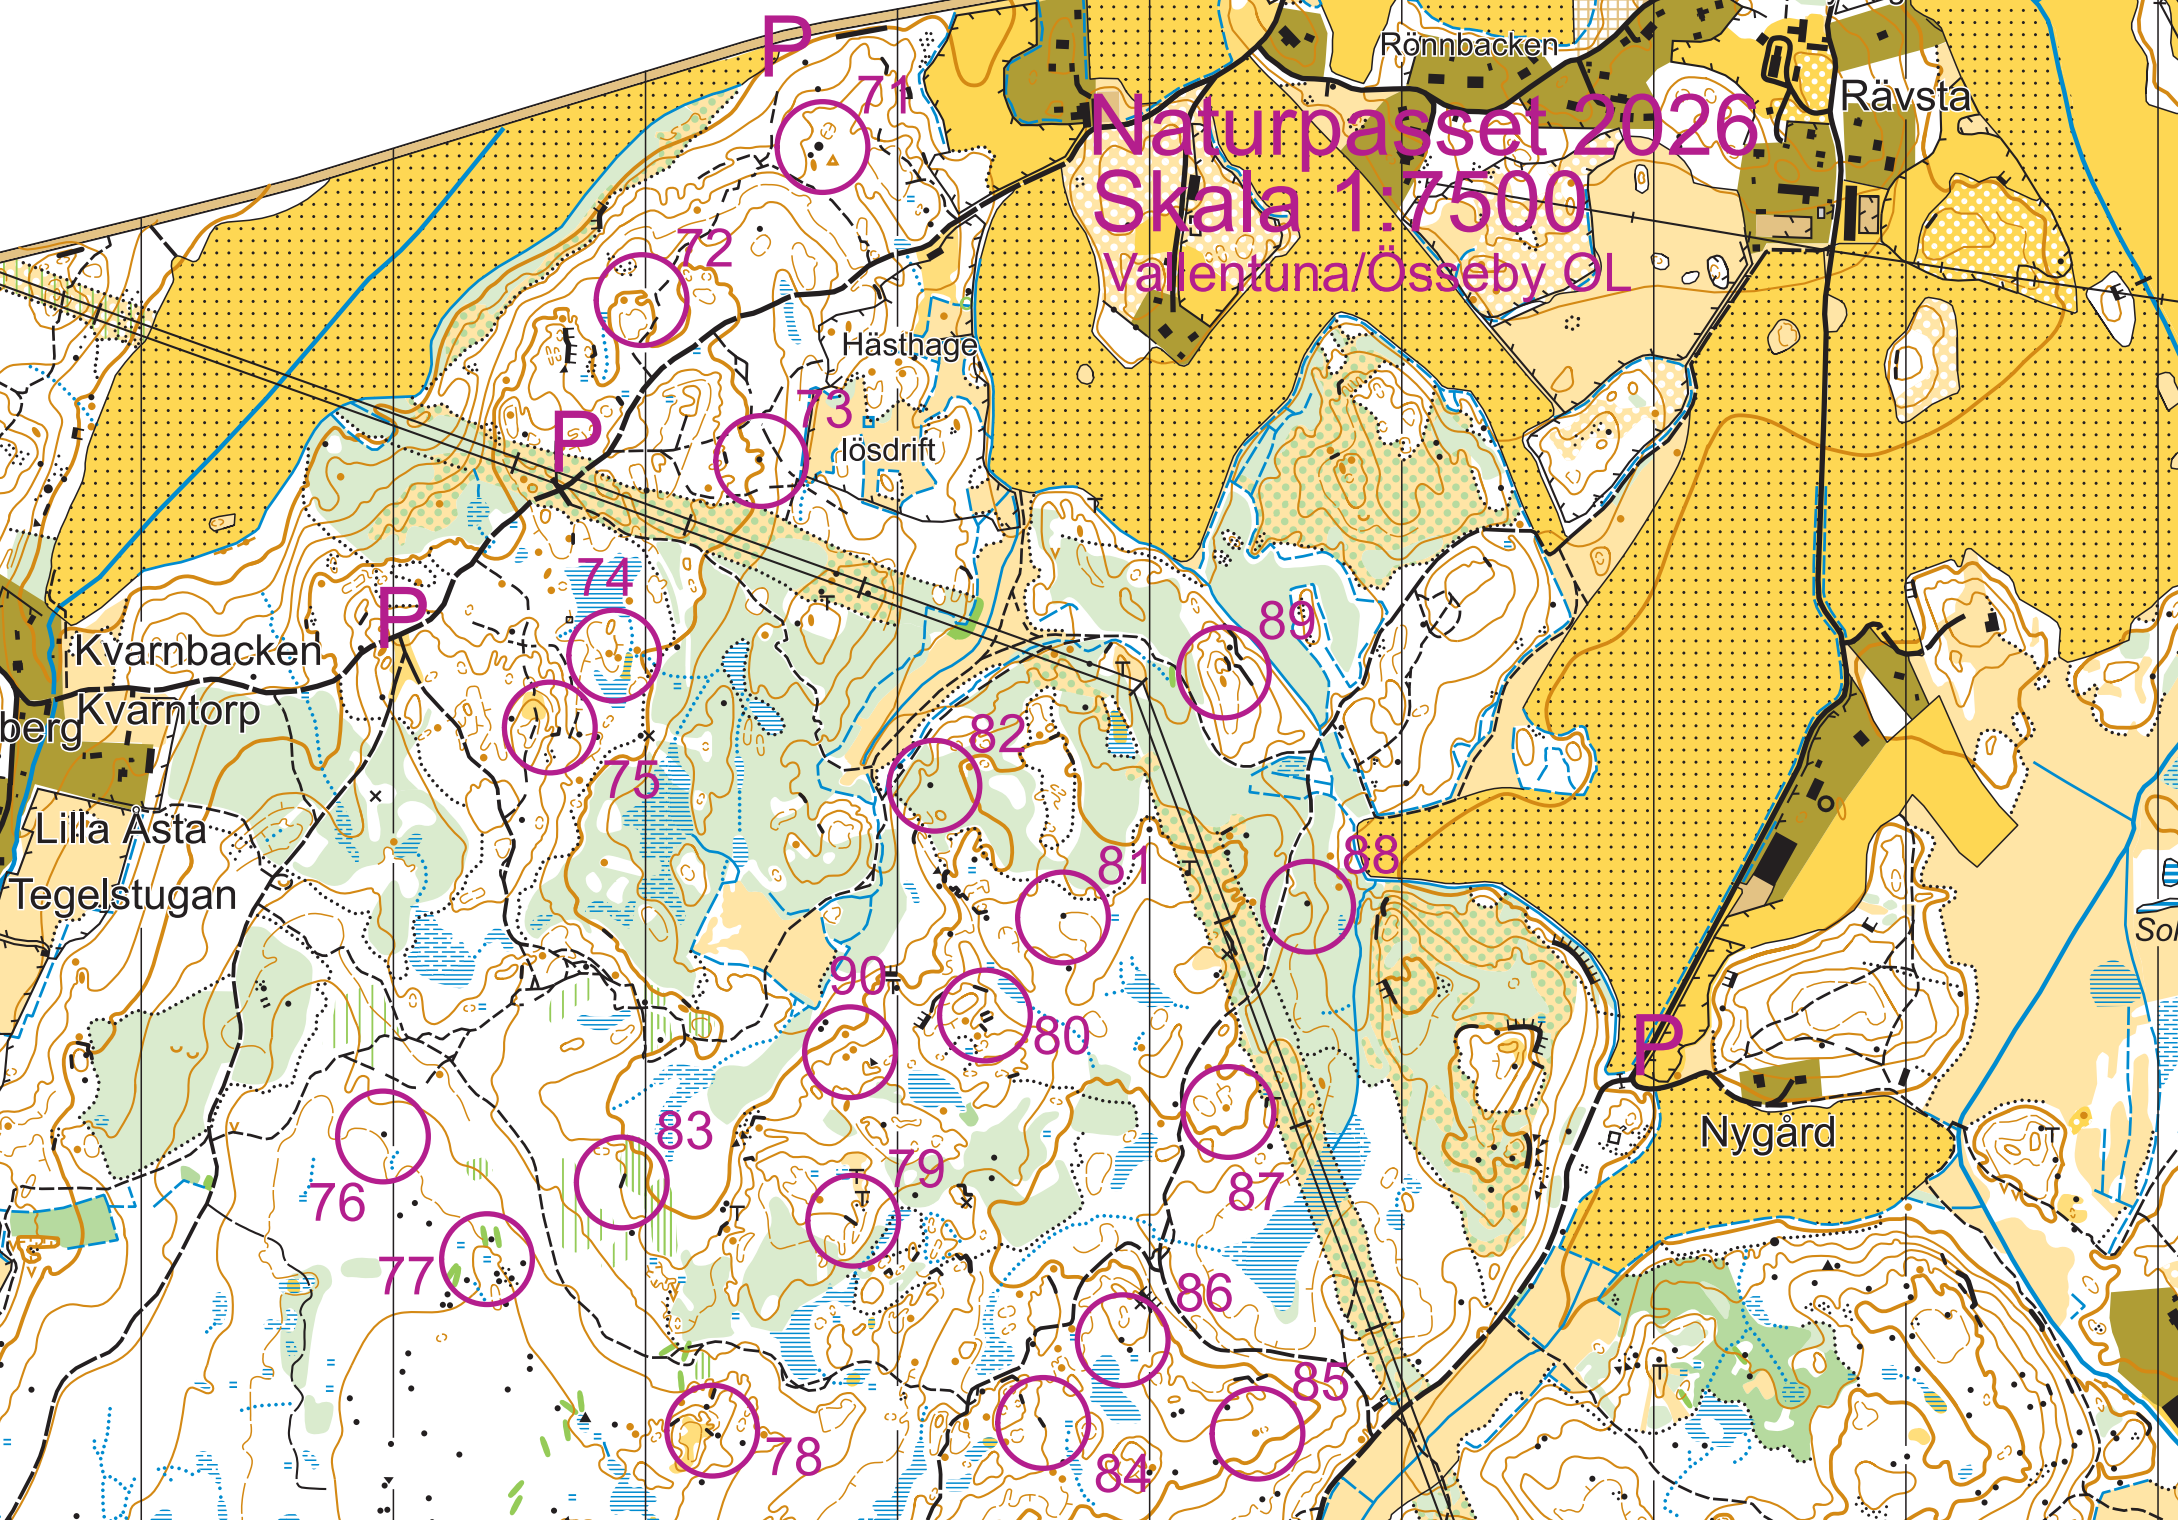 P
71
Rönnbacken
Rävsta
Naturpasset 2026
Skala 1:7500
Vallentuna/Össeby OL
72
Hästhage
73
lösdrift
P
74
P
89
Kvarnbacken
Kvarntorp
berg
82
75
Lilla Åsta
81
88
Tegelstugan
90
80
P
83
Nygård
79
76
87
77
86
85
78
84